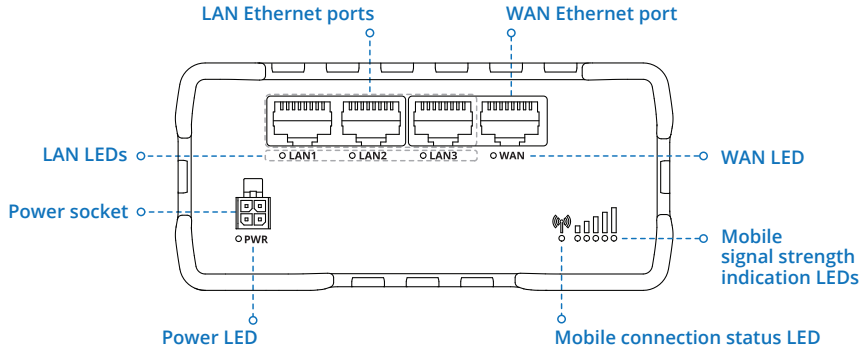 LAN Ethernet ports
WAN Ethernet port
LAN LEDs
LAN1
LAN2
LAN3
WAN
WAN LED
Power socket
PWR
Mobile
signal strength
indication LEDs
Power LED
Mobile connection status LED